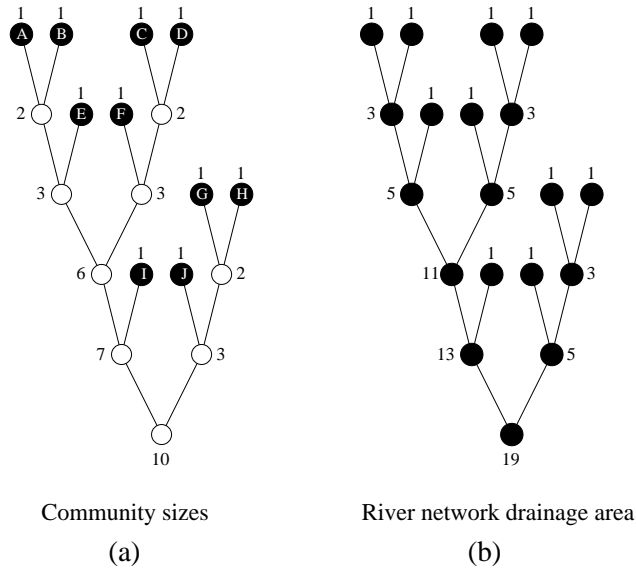 1 1 1 1 1 1 1 1
A B C D
1 1 1 1
2 E F 2 3 3
1 1 1 1
3 3 G H 5 5
1 1 1 1
6 I J 2 11 3
7 3 13 5
10 19
Community sizes River network drainage area
(a) (b)